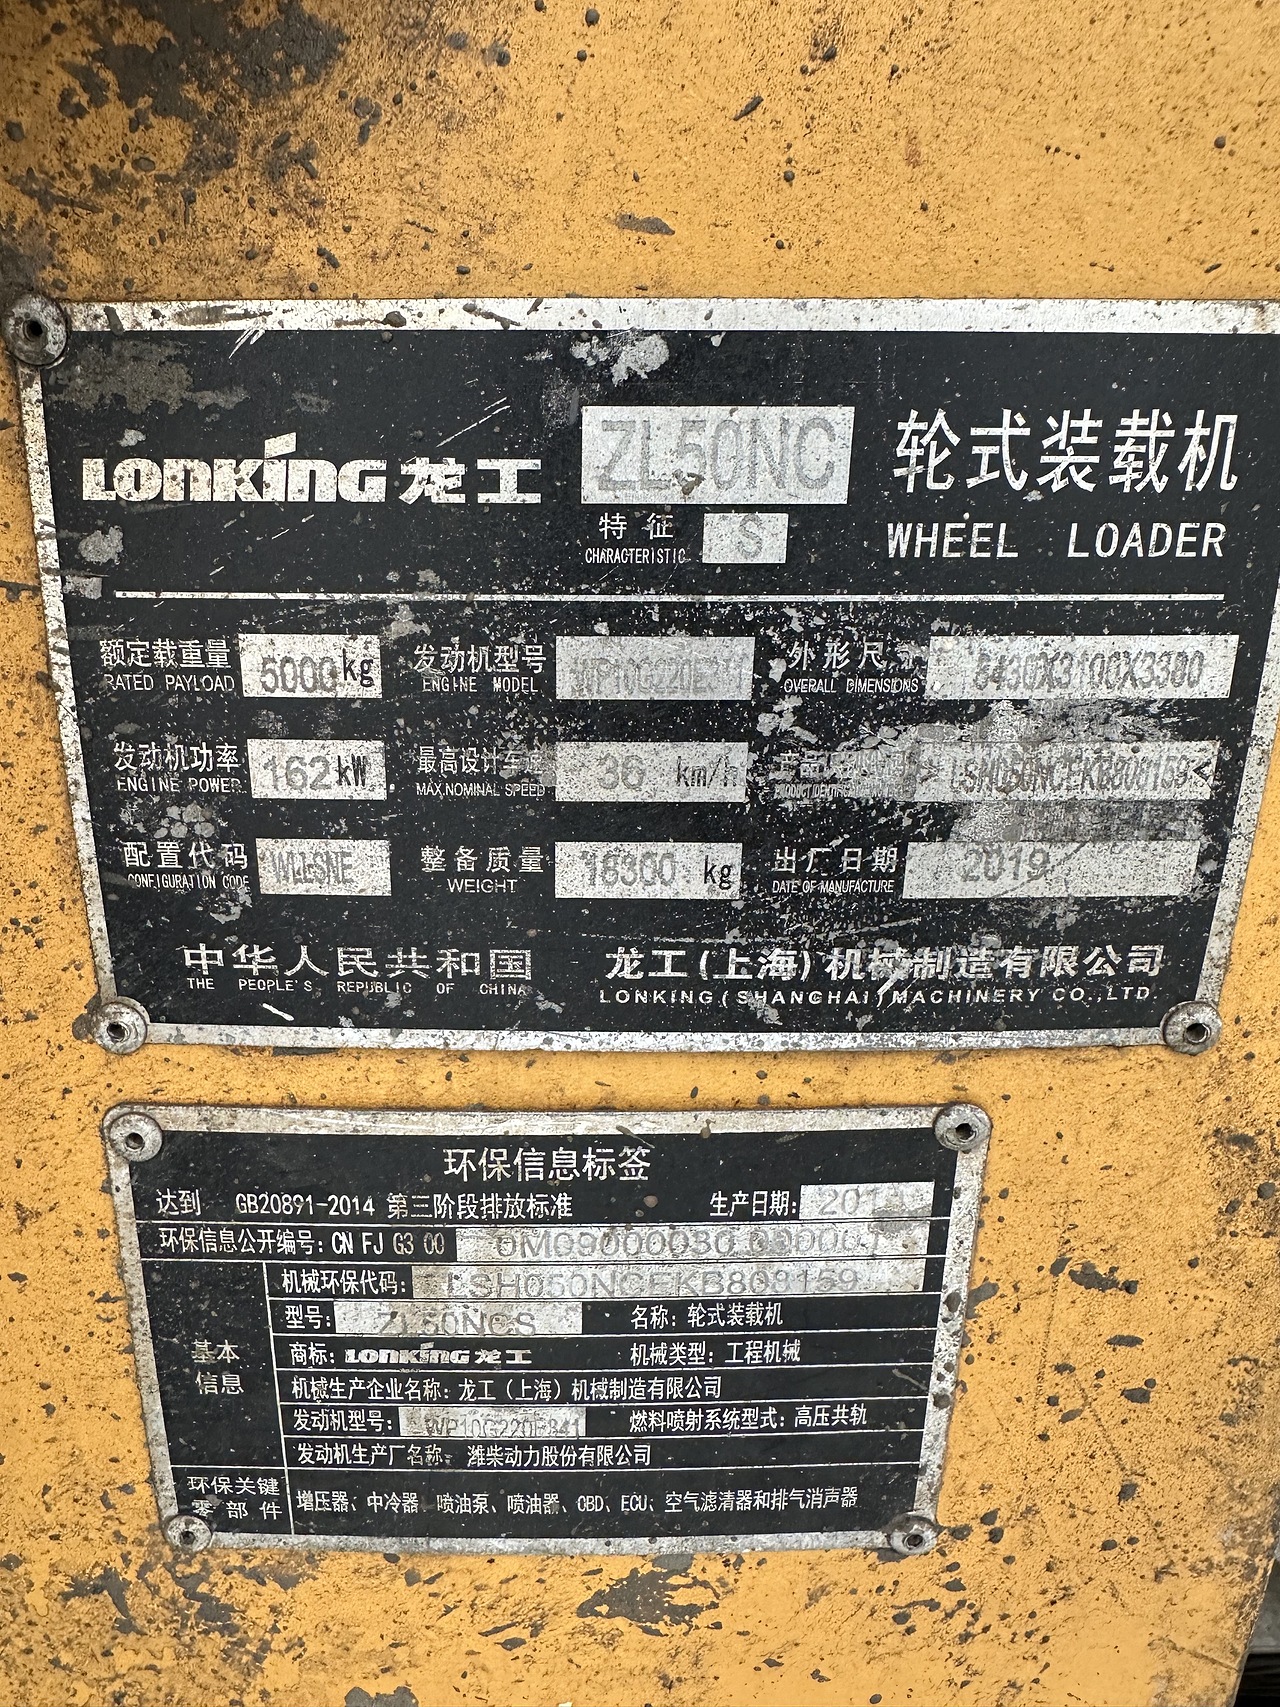 LONKING 龙工 ZL50NC 轮式装载机
特征 S
CHARACTERISTIC
WHEEL LOADER
额定载重量 5000kg 发动机型号 外形尺寸 8430X3100X3380
RATED PAYLOAD ENGINE MODEL OVERALL DIMENSIONS
发动机功率 162kW 最高设计车速 36 km/h LSH050NCEKB808159<
ENGINE POWER MAX.NOMINAL SPEED
配置代码 整备质量 18300 kg 出厂日期 2019
CONFIGURATION CODE WEIGHT DATE OF MANUFACTURE
中华人民共和国 龙工(上海)机械制造有限公司
THE PEOPLE'S REPUBLIC OF CHINA LONKING(SHANGHAI)MACHINERY CO.,LTD.
环保信息标签
达到 GB20891-2014 第三阶段排放标准 生产日期:
环保信息公开编号: CN FJ G3 00
机械环保代码: LSH050NCEKB808159
型号: ZL50NCS 名称: 轮式装载机
基本信息
商标: LONKING 龙工 机械类型: 工程机械
机械生产企业名称: 龙工(上海)机械制造有限公司
发动机型号: WP10G220E341 燃料喷射系统型式: 高压共轨
发动机生产厂名称: 潍柴动力股份有限公司
环保关键零部件 增压器、中冷器、喷油泵、喷油器、OBD、ECU、空气滤清器和排气消声器